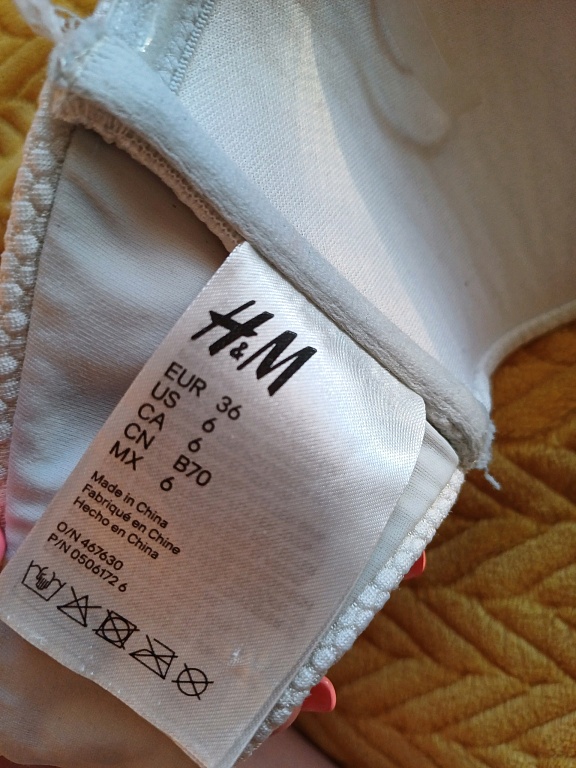 H&M
EUR 36
US 6
CA 6
CN B70
MX 6
Made in China
Fabriqué en Chine
Hecho en China
O/N 467630
P/N 0506172.6